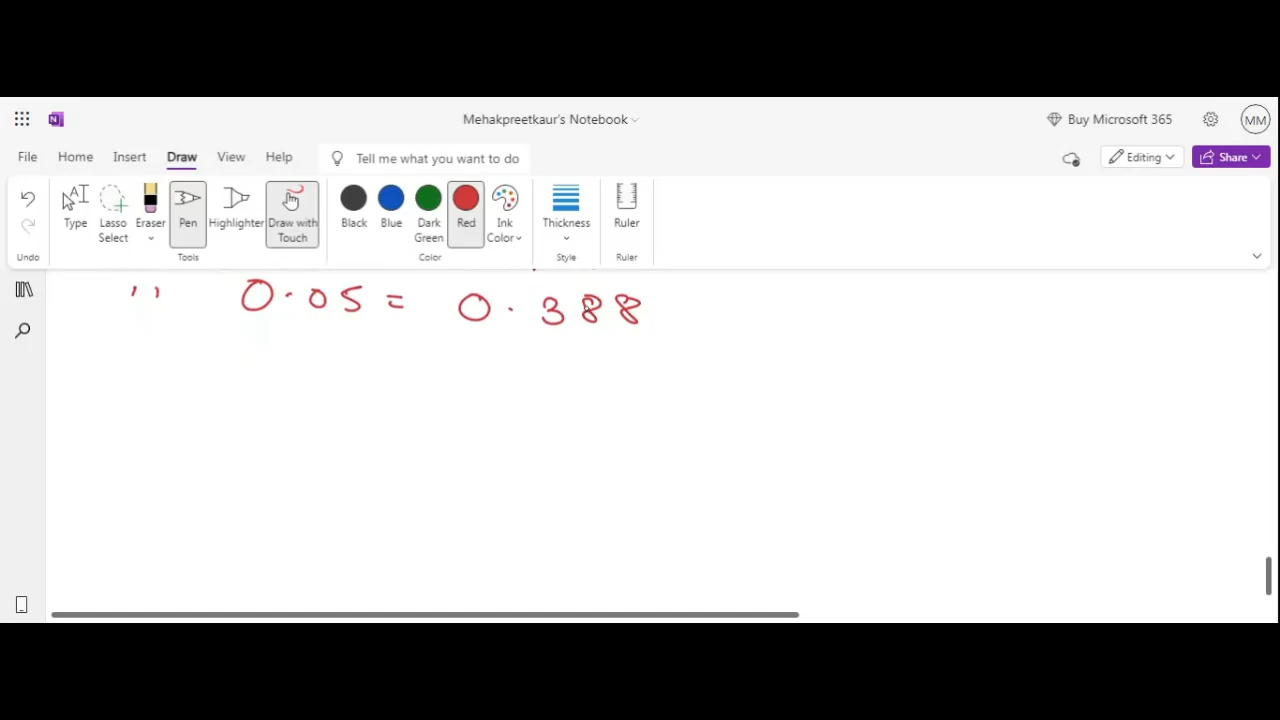 Mehakpreetkaur's Notebook
Buy Microsoft 365
MM
File Home Insert Draw View Help Tell me what you want to do
Editing
Share
Type Lasso Select Eraser Pen Highlighter Draw with Touch Black Blue Dark Green Red Ink Color Thickness Ruler
Undo Tools Color Style Ruler
" 0.05 = 0.388